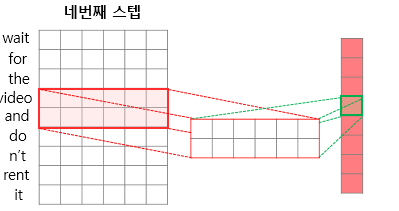 네번째 스텝
wait
for
the
video
and
do
n't
rent
it